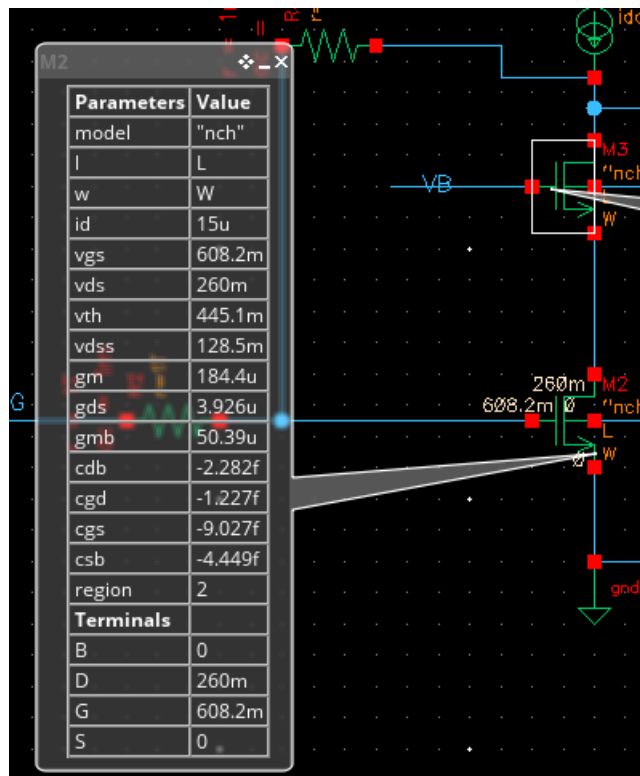 M2
Parameters Value
model "nch"
l L
w W
id 15u
vgs 608.2m
vds 260m
vth 445.1m
vdss 128.5m
gm 184.4u
gds 3.926u
gmb 50.39u
cdb -2.282f
cgd -1.227f
cgs -9.027f
csb -4.449f
region 2
Terminals
B 0
D 260m
G 608.2m
S 0
idc
M3
"nch
VB
W
G
260m
M2
608.2m 0
"nch
L
0
W
gnd